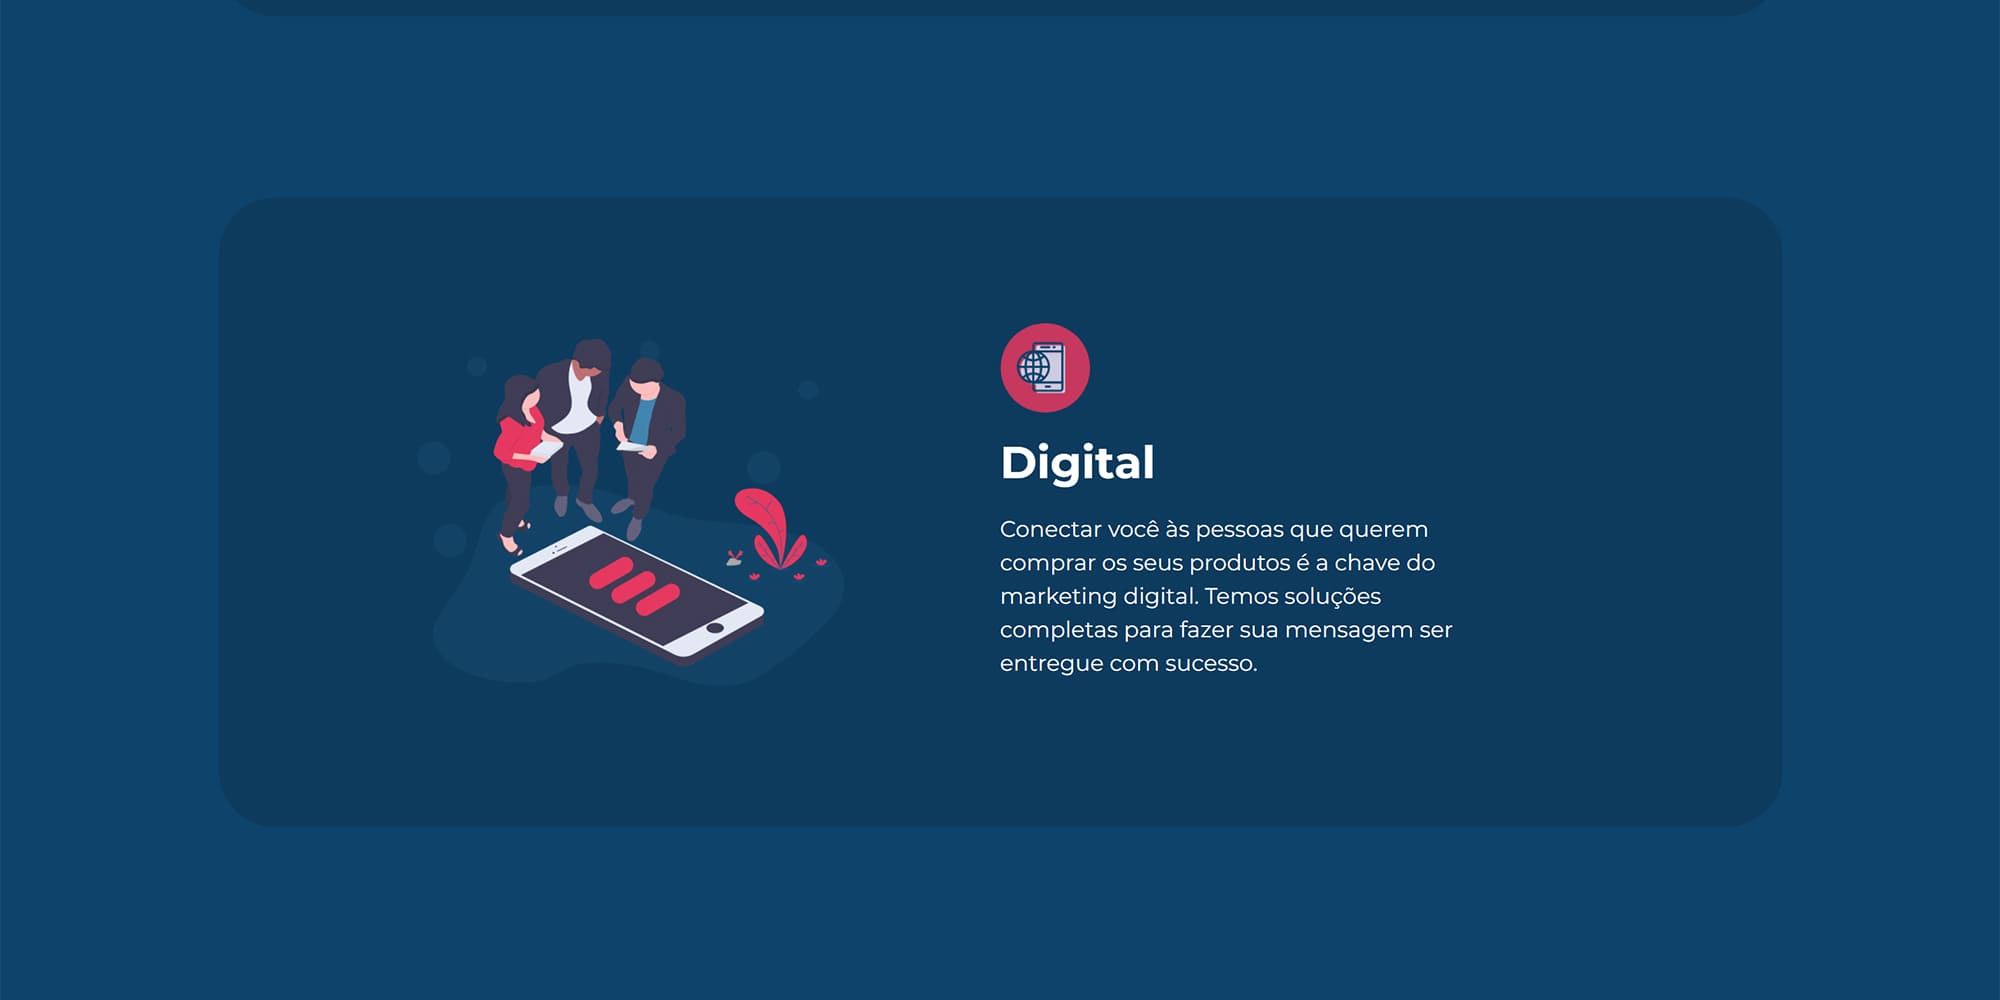 Digital
Conectar você às pessoas que querem
comprar os seus produtos é a chave do
marketing digital. Temos soluções
completas para fazer sua mensagem ser
entregue com sucesso.